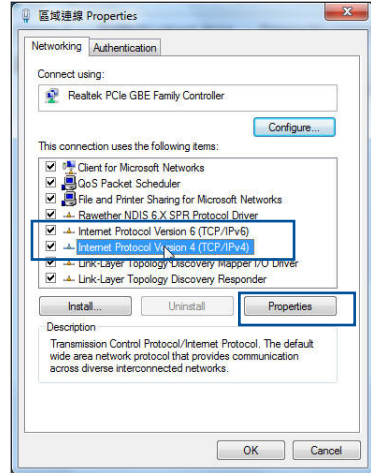 區域連線 Properties
Networking
Authentication
Connect using:
Realtek PCIe GBE Family Controller
Configure...
This connection uses the following items:
Client for Microsoft Networks
QoS Packet Scheduler
File and Printer Sharing for Microsoft Networks
Rawether NDIS 6.X SPR Protocol Driver
Internet Protocol Version 6 (TCP/IPv6)
Internet Protocol Version 4 (TCP/IPv4)
Link-Layer Topology Discovery Mapper I/O Driver
Link-Layer Topology Discovery Responder
Install...
Uninstall
Properties
Description
Transmission Control Protocol/Internet Protocol. The default
wide area network protocol that provides communication
across diverse interconnected networks.
OK
Cancel